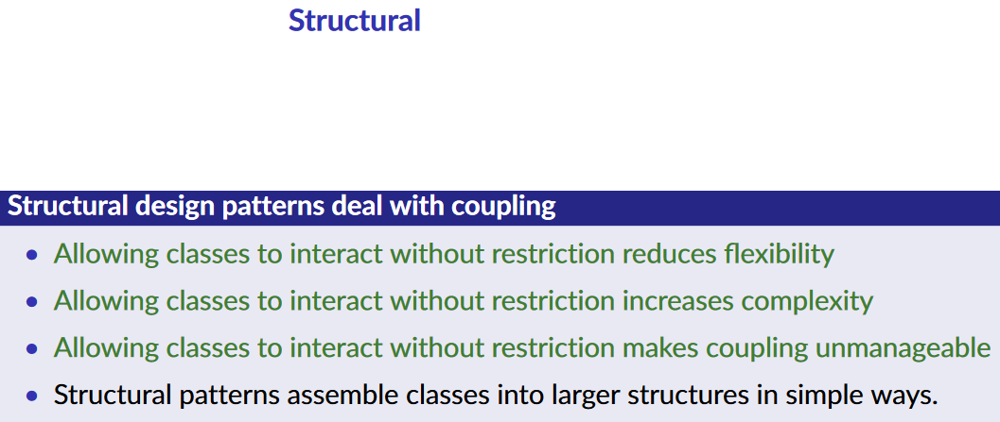 Structural
Structural design patterns deal with coupling
• Allowing classes to interact without restriction reduces flexibility
• Allowing classes to interact without restriction increases complexity
• Allowing classes to interact without restriction makes coupling unmanageable
• Structural patterns assemble classes into larger structures in simple ways.